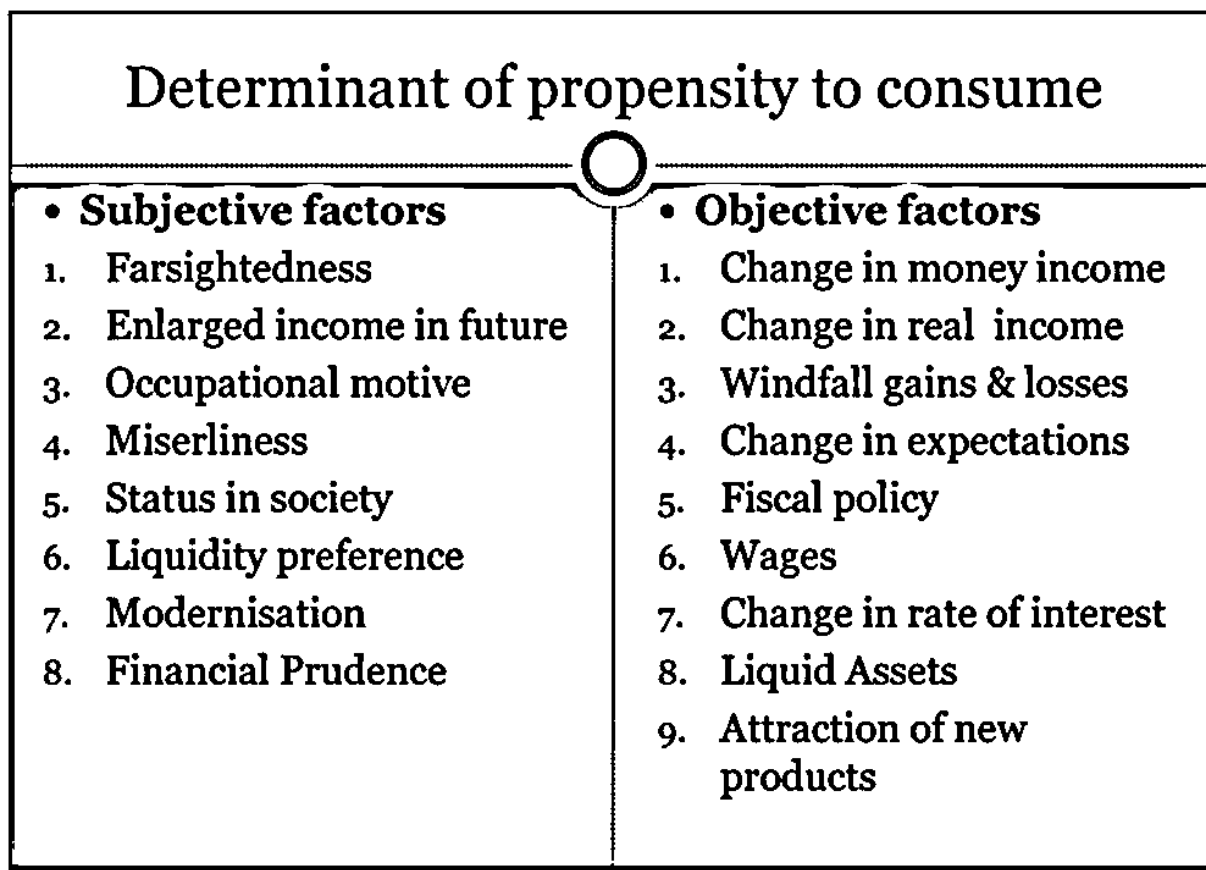 Determinant of propensity to consume
• Subjective factors
1. Farsightedness
2. Enlarged income in future
3. Occupational motive
4. Miserliness
5. Status in society
6. Liquidity preference
7. Modernisation
8. Financial Prudence
• Objective factors
1. Change in money income
2. Change in real income
3. Windfall gains & losses
4. Change in expectations
5. Fiscal policy
6. Wages
7. Change in rate of interest
8. Liquid Assets
9. Attraction of new
products